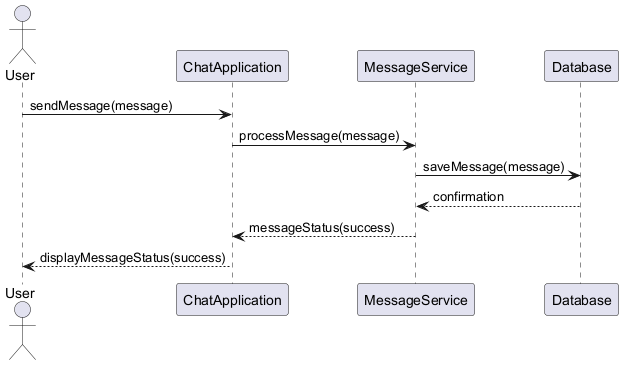 User
ChatApplication
MessageService
Database
sendMessage(message)
processMessage(message)
saveMessage(message)
confirmation
messageStatus(success)
displayMessageStatus(success)
User
ChatApplication
MessageService
Database